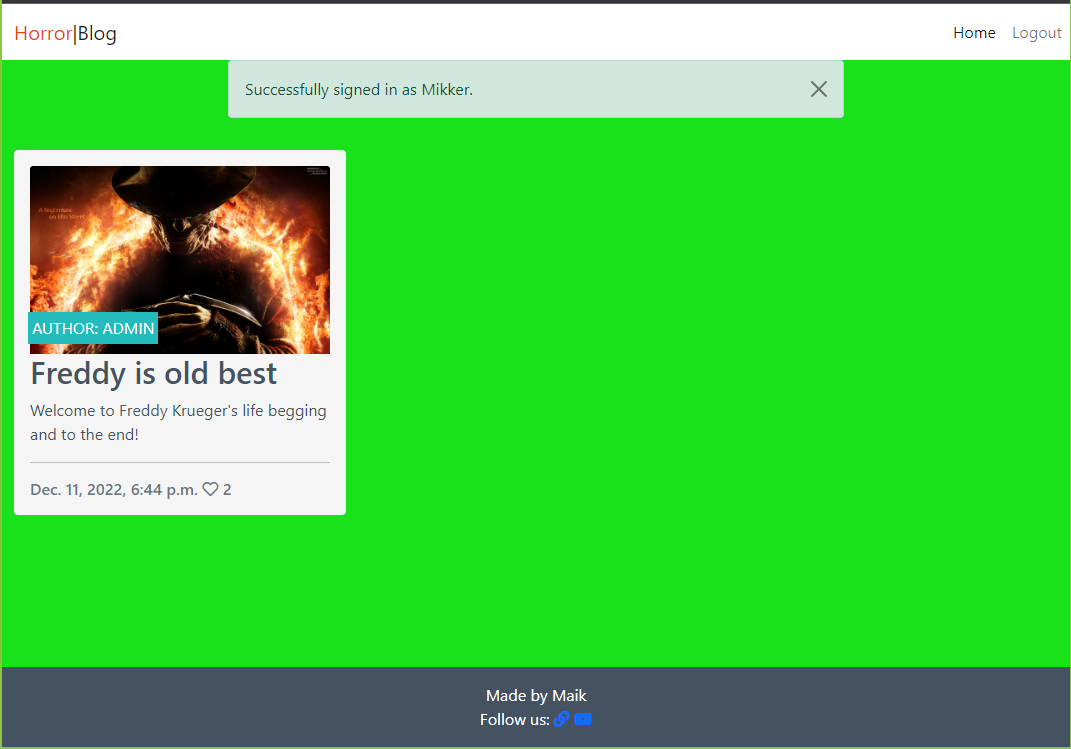 Horror|Blog
Home Logout
Successfully signed in as Mikker.
A Nightmare
on Elm Street
AUTHOR: ADMIN
Freddy is old best
Welcome to Freddy Krueger's life begging
and to the end!
Dec. 11, 2022, 6:44 p.m. 2
Made by Maik
Follow us: